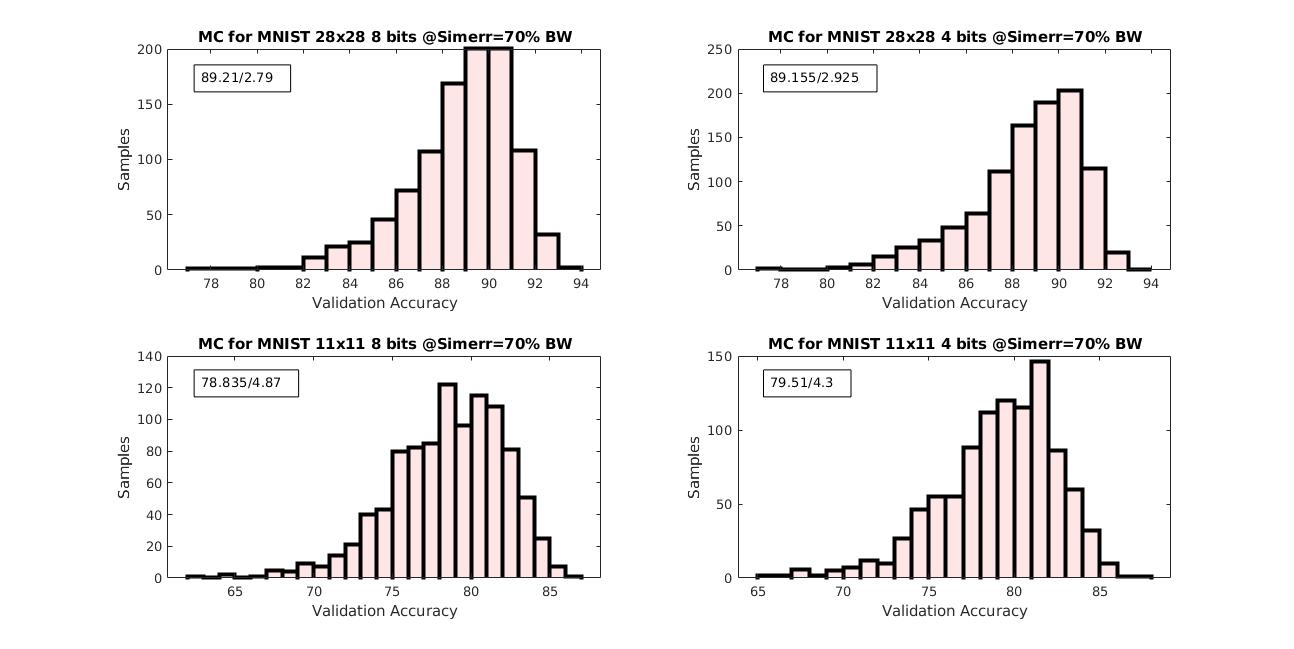 MC for MNIST 28x28 8 bits @Simerr=70% BW
89.21/2.79
Samples
200
150
100
50
0
78 80 82 84 86 88 90 92 94
Validation Accuracy
MC for MNIST 28x28 4 bits @Simerr=70% BW
89.155/2.925
Samples
250
200
150
100
50
0
78 80 82 84 86 88 90 92 94
Validation Accuracy
MC for MNIST 11x11 8 bits @Simerr=70% BW
78.835/4.87
Samples
140
120
100
80
60
40
20
0
65 70 75 80 85
Validation Accuracy
MC for MNIST 11x11 4 bits @Simerr=70% BW
79.51/4.3
Samples
150
100
50
0
65 70 75 80 85
Validation Accuracy